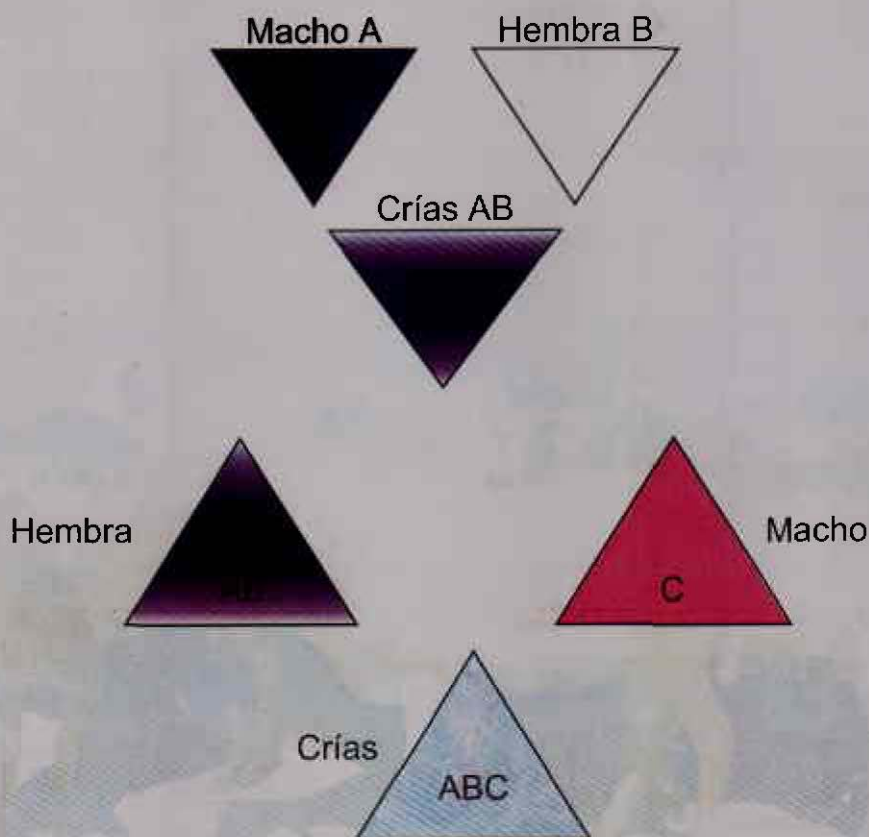 Macho A
Hembra B
Crías AB
Hembra
Macho
C
Crías
ABC